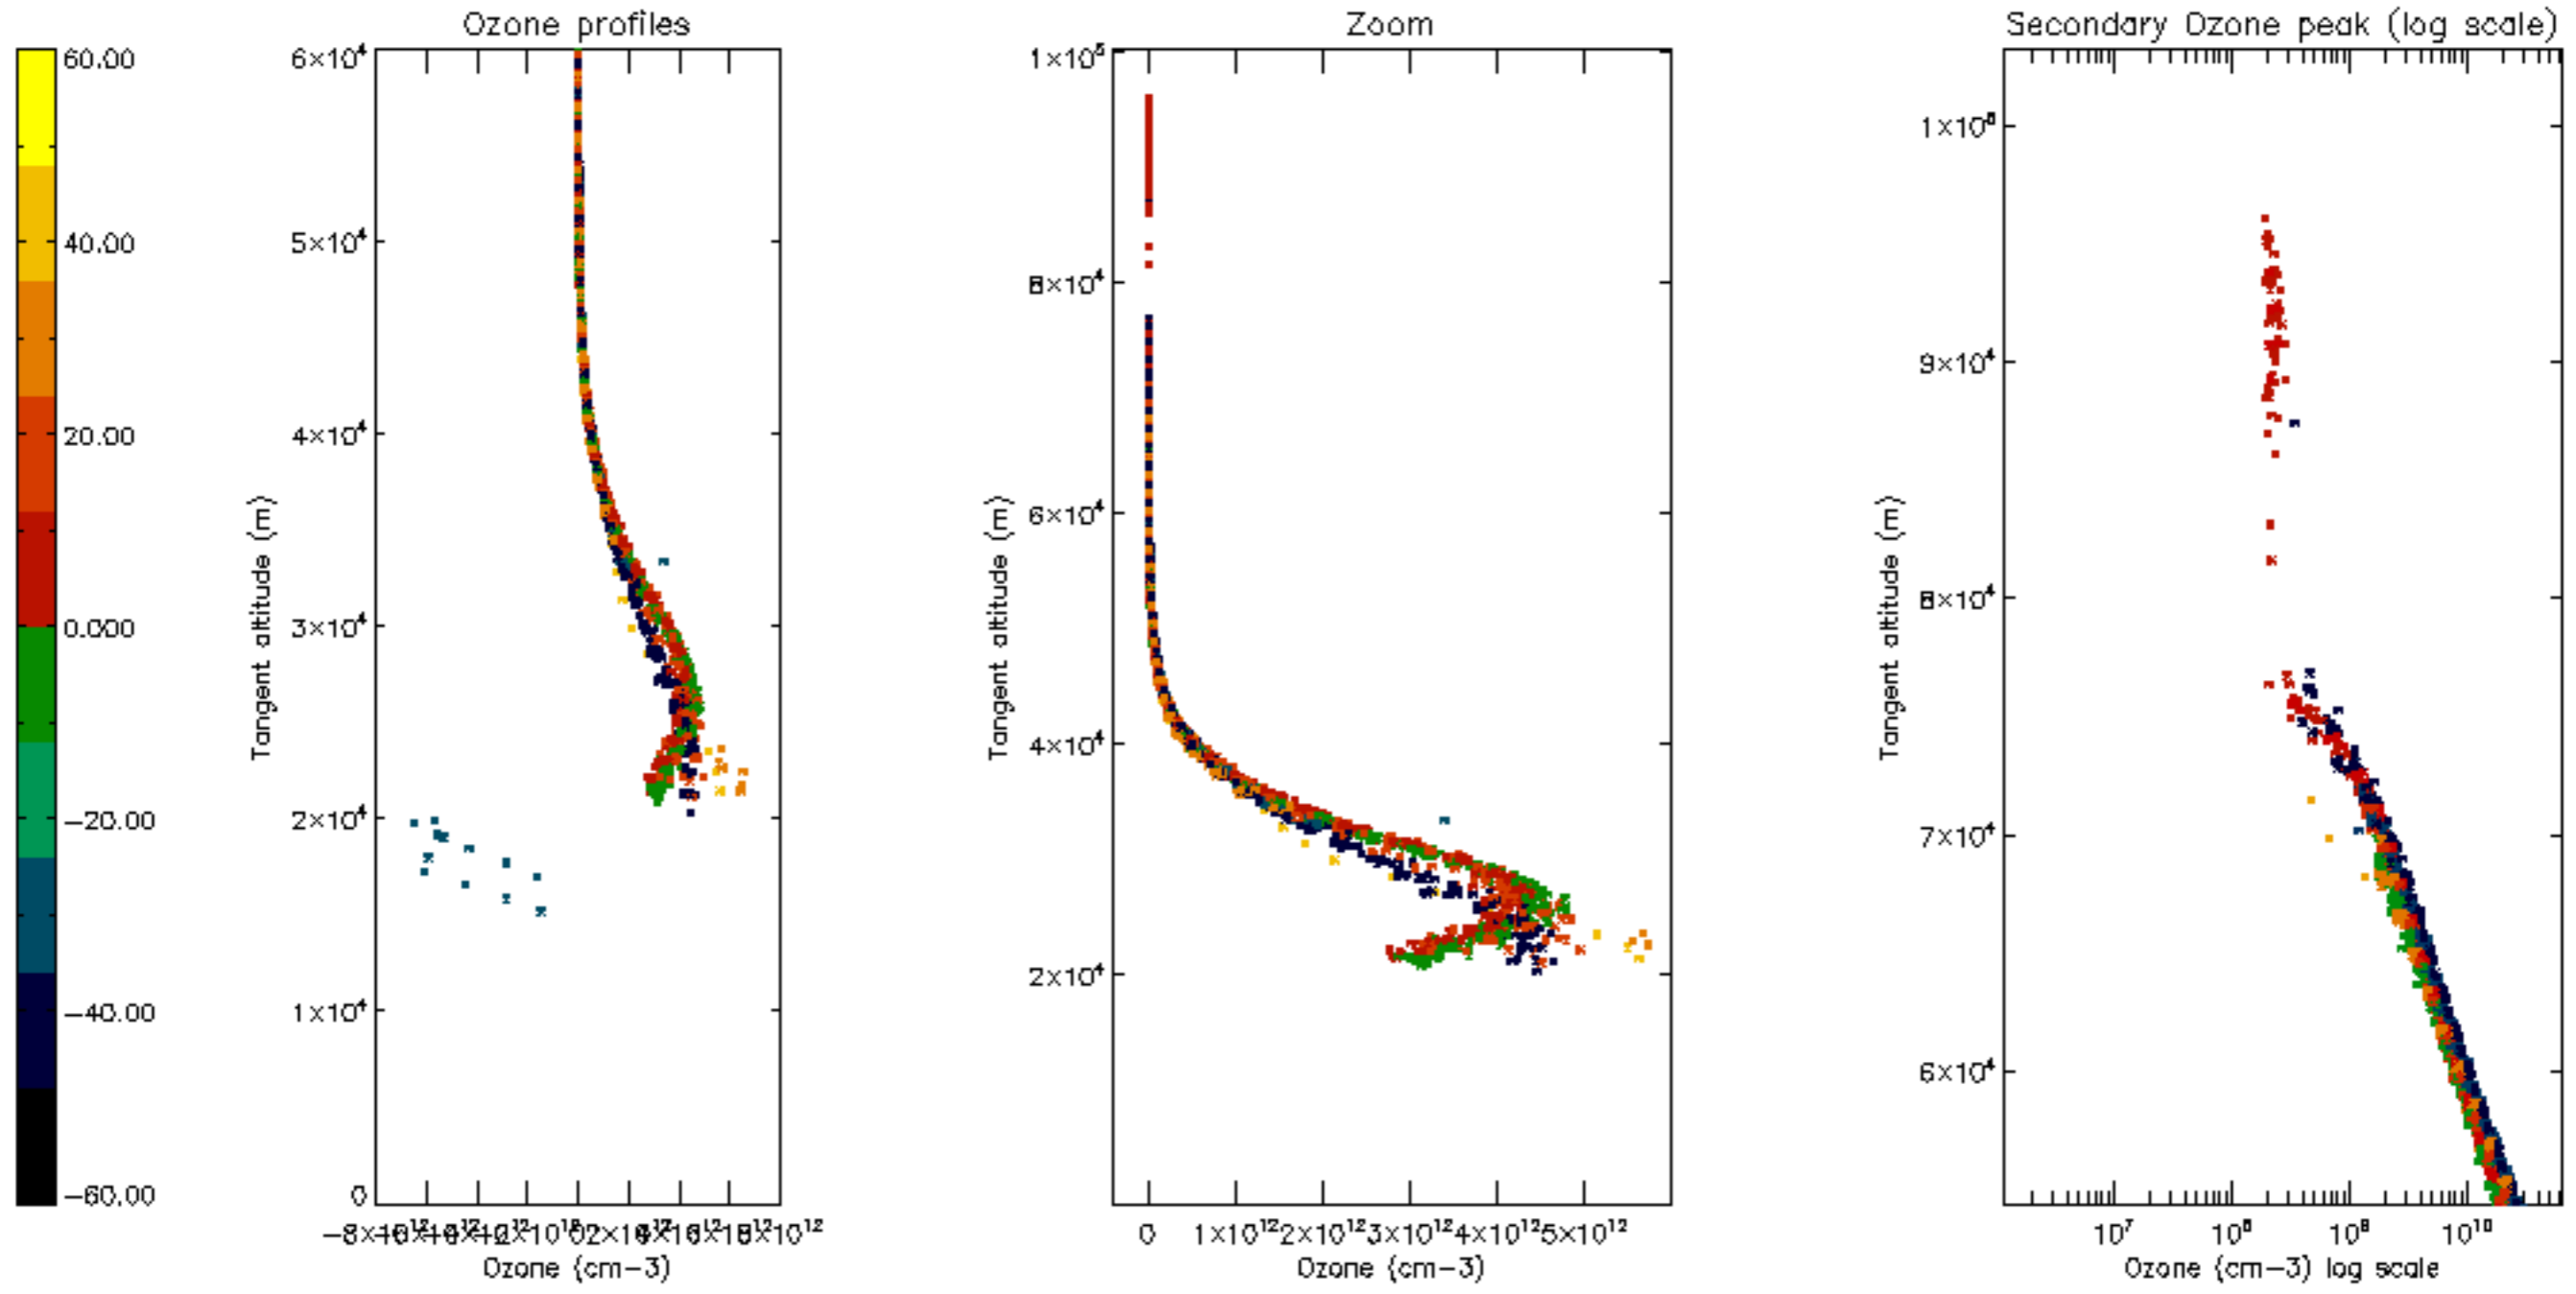 Ozone profiles
Zoom
Secondary Ozone peak (log scale)
60.00
40.00
20.00
0.000
−20.00
−40.00
−60.00
6×10⁴
5×10⁴
4×10⁴
3×10⁴
2×10⁴
1×10⁴
0
Tangent altitude (m)
Ozone (cm−3)
1×10⁵
8×10⁴
6×10⁴
4×10⁴
2×10⁴
Tangent altitude (m)
0 1×10¹² 2×10¹² 3×10¹² 4×10¹² 5×10¹²
Ozone (cm−3)
1×10⁵
9×10⁴
8×10⁴
7×10⁴
6×10⁴
Tangent altitude (m)
10⁷ 10⁸ 10⁹ 10¹⁰
Ozone (cm−3) log scale